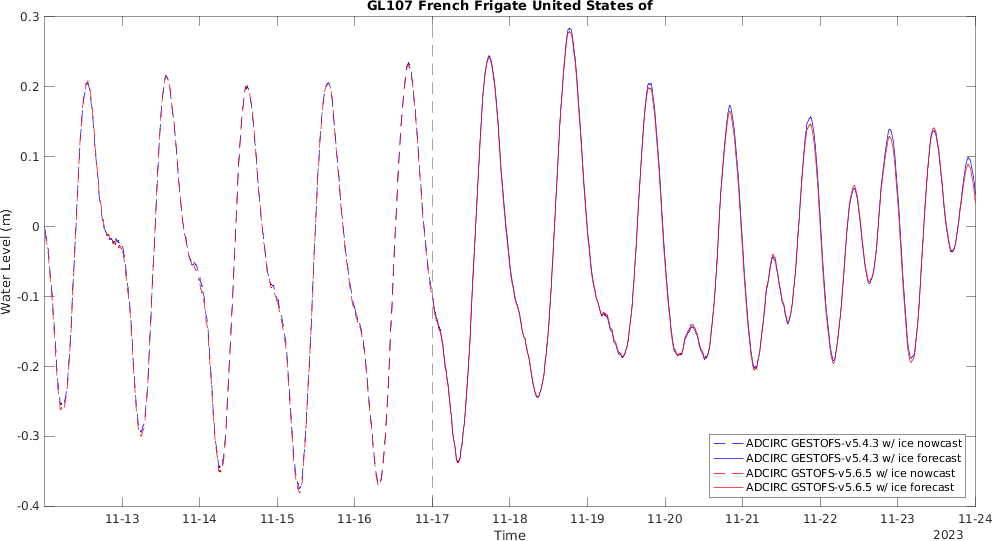 GL107 French Frigate United States of
0.3
0.2
0.1
0
-0.1
-0.2
-0.3
-0.4
Water Level (m)
11-13 11-14 11-15 11-16 11-17 11-18 11-19 11-20 11-21 11-22 11-23 11-24
Time
2023
ADCIRC GESTOFS-v5.4.3 w/ ice nowcast
ADCIRC GESTOFS-v5.4.3 w/ ice forecast
ADCIRC GSTOFS-v5.6.5 w/ ice nowcast
ADCIRC GSTOFS-v5.6.5 w/ ice forecast